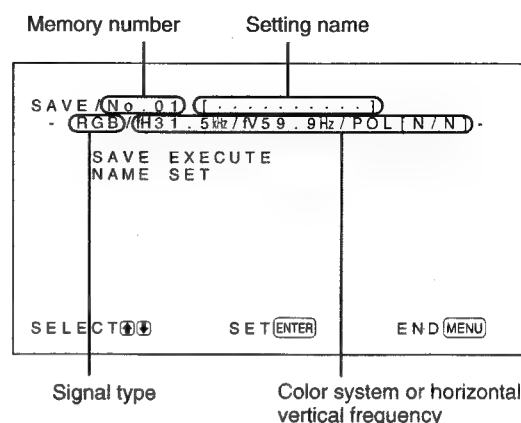 Memory number Setting name
SAVE/No.01 [..........]
- RGB/fH31.5kHz/fV59.9Hz/POL[N/N] -
SAVE EXECUTE
NAME SET
SELECT SET ENTER END MENU
Signal type Color system or horizontal
vertical frequency